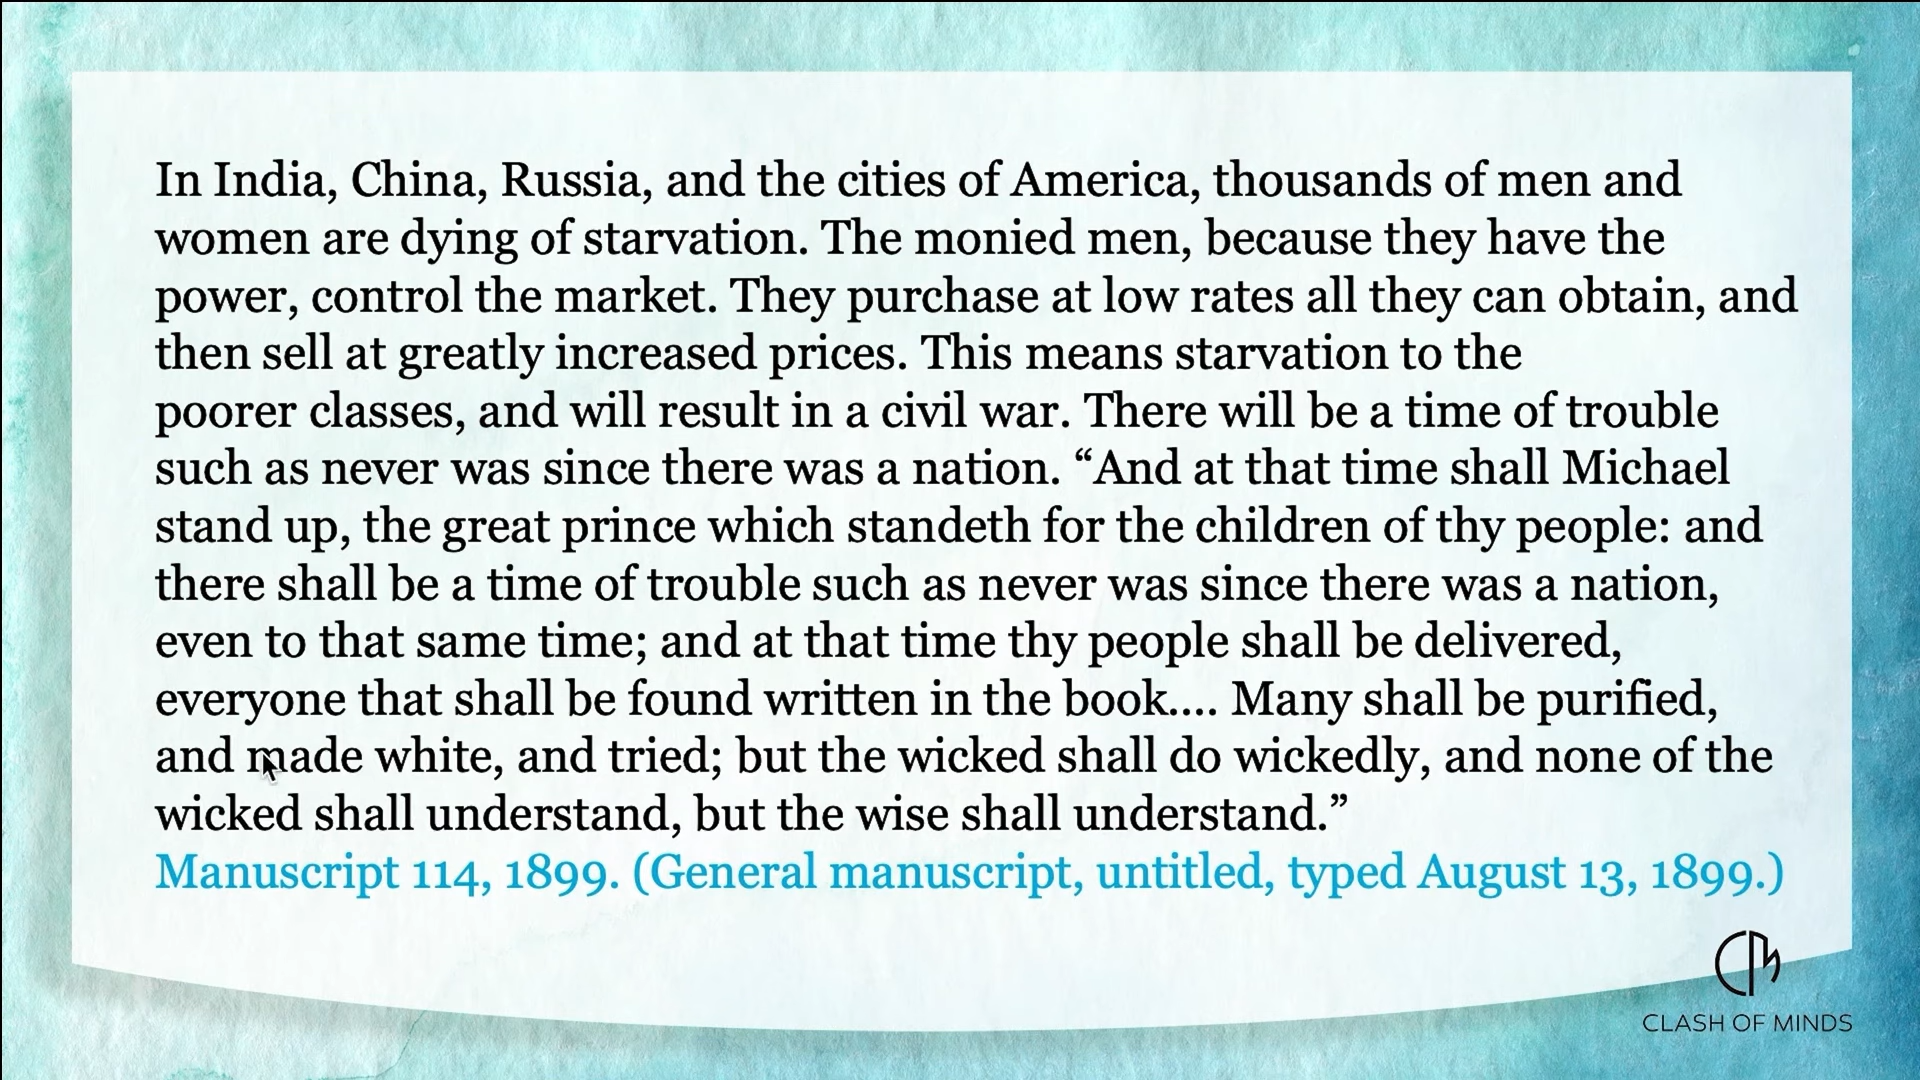 In India, China, Russia, and the cities of America, thousands of men and
women are dying of starvation. The monied men, because they have the
power, control the market. They purchase at low rates all they can obtain, and
then sell at greatly increased prices. This means starvation to the
poorer classes, and will result in a civil war. There will be a time of trouble
such as never was since there was a nation. “And at that time shall Michael
stand up, the great prince which standeth for the children of thy people: and
there shall be a time of trouble such as never was since there was a nation,
even to that same time; and at that time thy people shall be delivered,
everyone that shall be found written in the book.... Many shall be purified,
and made white, and tried; but the wicked shall do wickedly, and none of the
wicked shall understand, but the wise shall understand.”
Manuscript 114, 1899. (General manuscript, untitled, typed August 13, 1899.)
CLASH OF MINDS